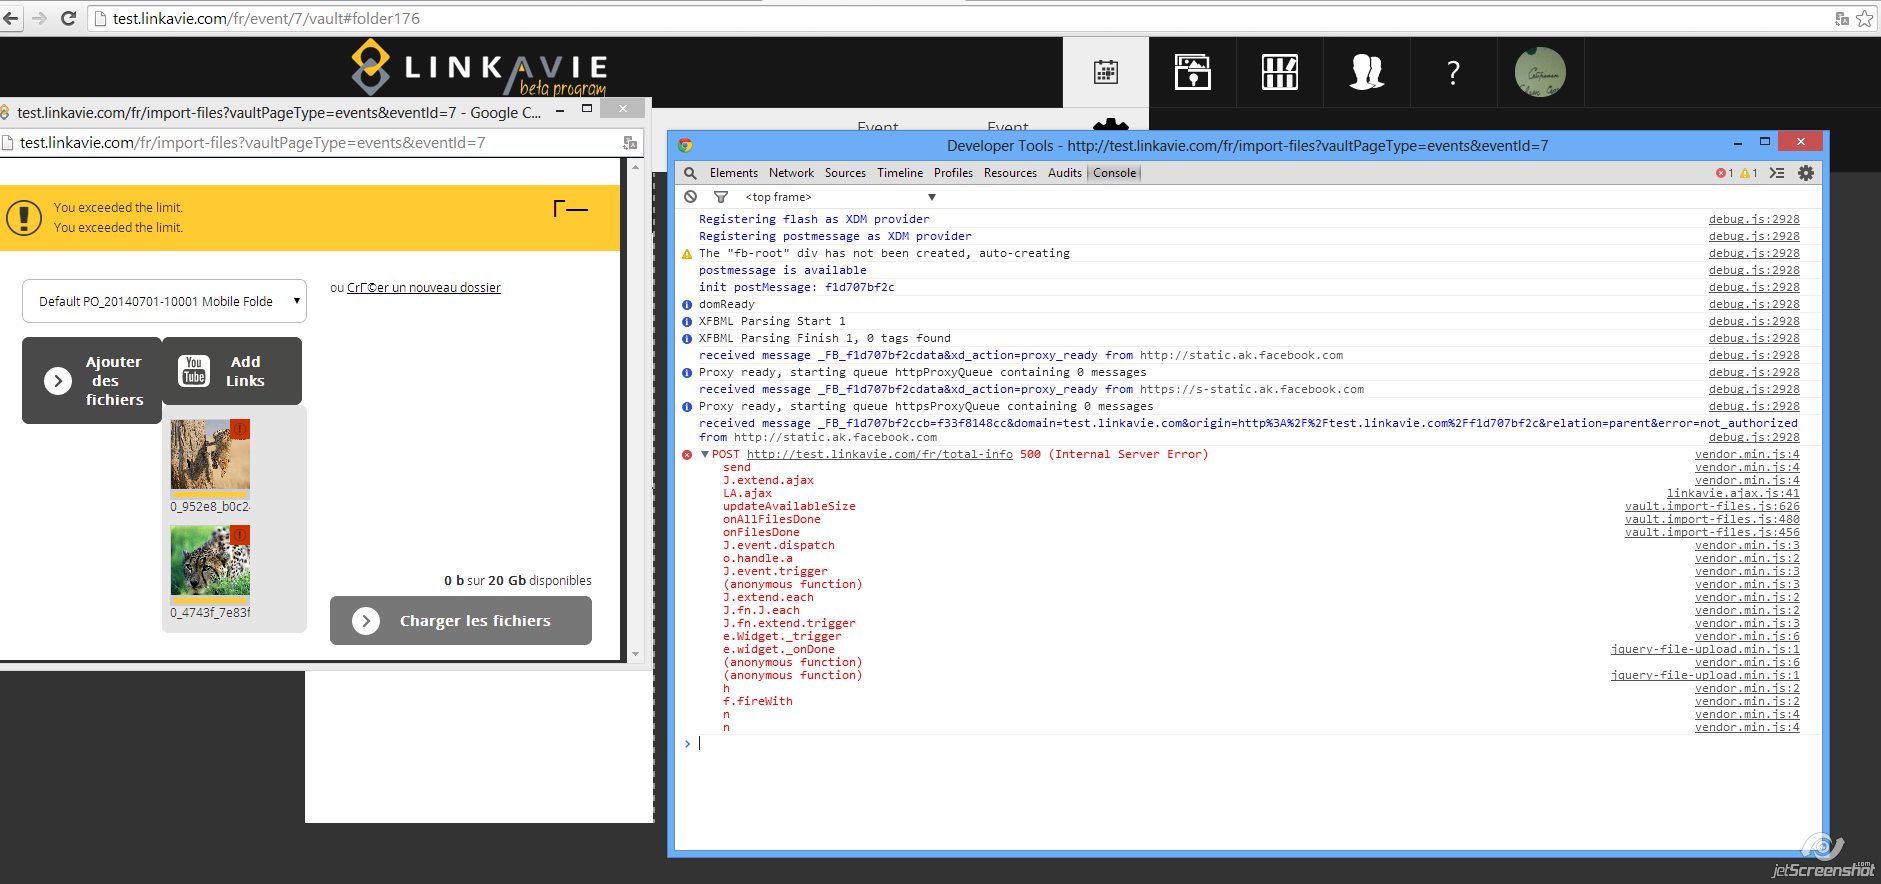 test.linkavie.com/fr/event/7/vault#folder176
LINKAVIE
beta program
?
Event Event
test.linkavie.com/fr/import-files?vaultPageType=events&eventId=7 - Google C...
test.linkavie.com/fr/import-files?vaultPageType=events&eventId=7
You exceeded the limit.
You exceeded the limit.
Г—
Default PO_20140701-10001 Mobile Folde
ou CrГ©er un nouveau dossier
Ajouter
des
fichiers
You
Tube
Add
Links
0_952e8_b0c2
0_4743f_7e83f
0 b sur 20 Gb disponibles
Charger les fichiers
Developer Tools - http://test.linkavie.com/fr/import-files?vaultPageType=events&eventId=7
Elements Network Sources Timeline Profiles Resources Audits Console 1 1
<top frame>
Registering flash as XDM provider debug.js:2928
Registering postmessage as XDM provider debug.js:2928
The "fb-root" div has not been created, auto-creating debug.js:2928
postmessage is available debug.js:2928
init postMessage: f1d707bf2c debug.js:2928
domReady debug.js:2928
XFBML Parsing Start 1 debug.js:2928
XFBML Parsing Finish 1, 0 tags found debug.js:2928
received message _FB_f1d707bf2cdata&xd_action=proxy_ready from http://static.ak.facebook.com debug.js:2928
Proxy ready, starting queue httpProxyQueue containing 0 messages debug.js:2928
received message _FB_f1d707bf2cdata&xd_action=proxy_ready from https://s-static.ak.facebook.com debug.js:2928
Proxy ready, starting queue httpsProxyQueue containing 0 messages debug.js:2928
received message _FB_f1d707bf2ccb=f33f8148cc&domain=test.linkavie.com&origin=http%3A%2F%2Ftest.linkavie.com%2Ff1d707bf2c&relation=parent&error=not_authorized
from http://static.ak.facebook.com debug.js:2928
POST http://test.linkavie.com/fr/total-info 500 (Internal Server Error) vendor.min.js:4
send vendor.min.js:4
J.extend.ajax vendor.min.js:4
LA.ajax linkavie.ajax.js:41
updateAvailableSize vault.import-files.js:626
onAllFilesDone vault.import-files.js:480
onFilesDone vault.import-files.js:456
J.event.dispatch vendor.min.js:3
o.handle.a vendor.min.js:2
J.event.trigger vendor.min.js:3
(anonymous function) vendor.min.js:3
J.extend.each vendor.min.js:2
J.fn.J.each vendor.min.js:2
J.fn.extend.trigger vendor.min.js:3
e.Widget._trigger vendor.min.js:6
e.widget._onDone jquery-file-upload.min.js:1
(anonymous function) vendor.min.js:6
(anonymous function) jquery-file-upload.min.js:1
h vendor.min.js:2
f.fireWith vendor.min.js:2
n vendor.min.js:4
n vendor.min.js:4
jetScreenshot.com